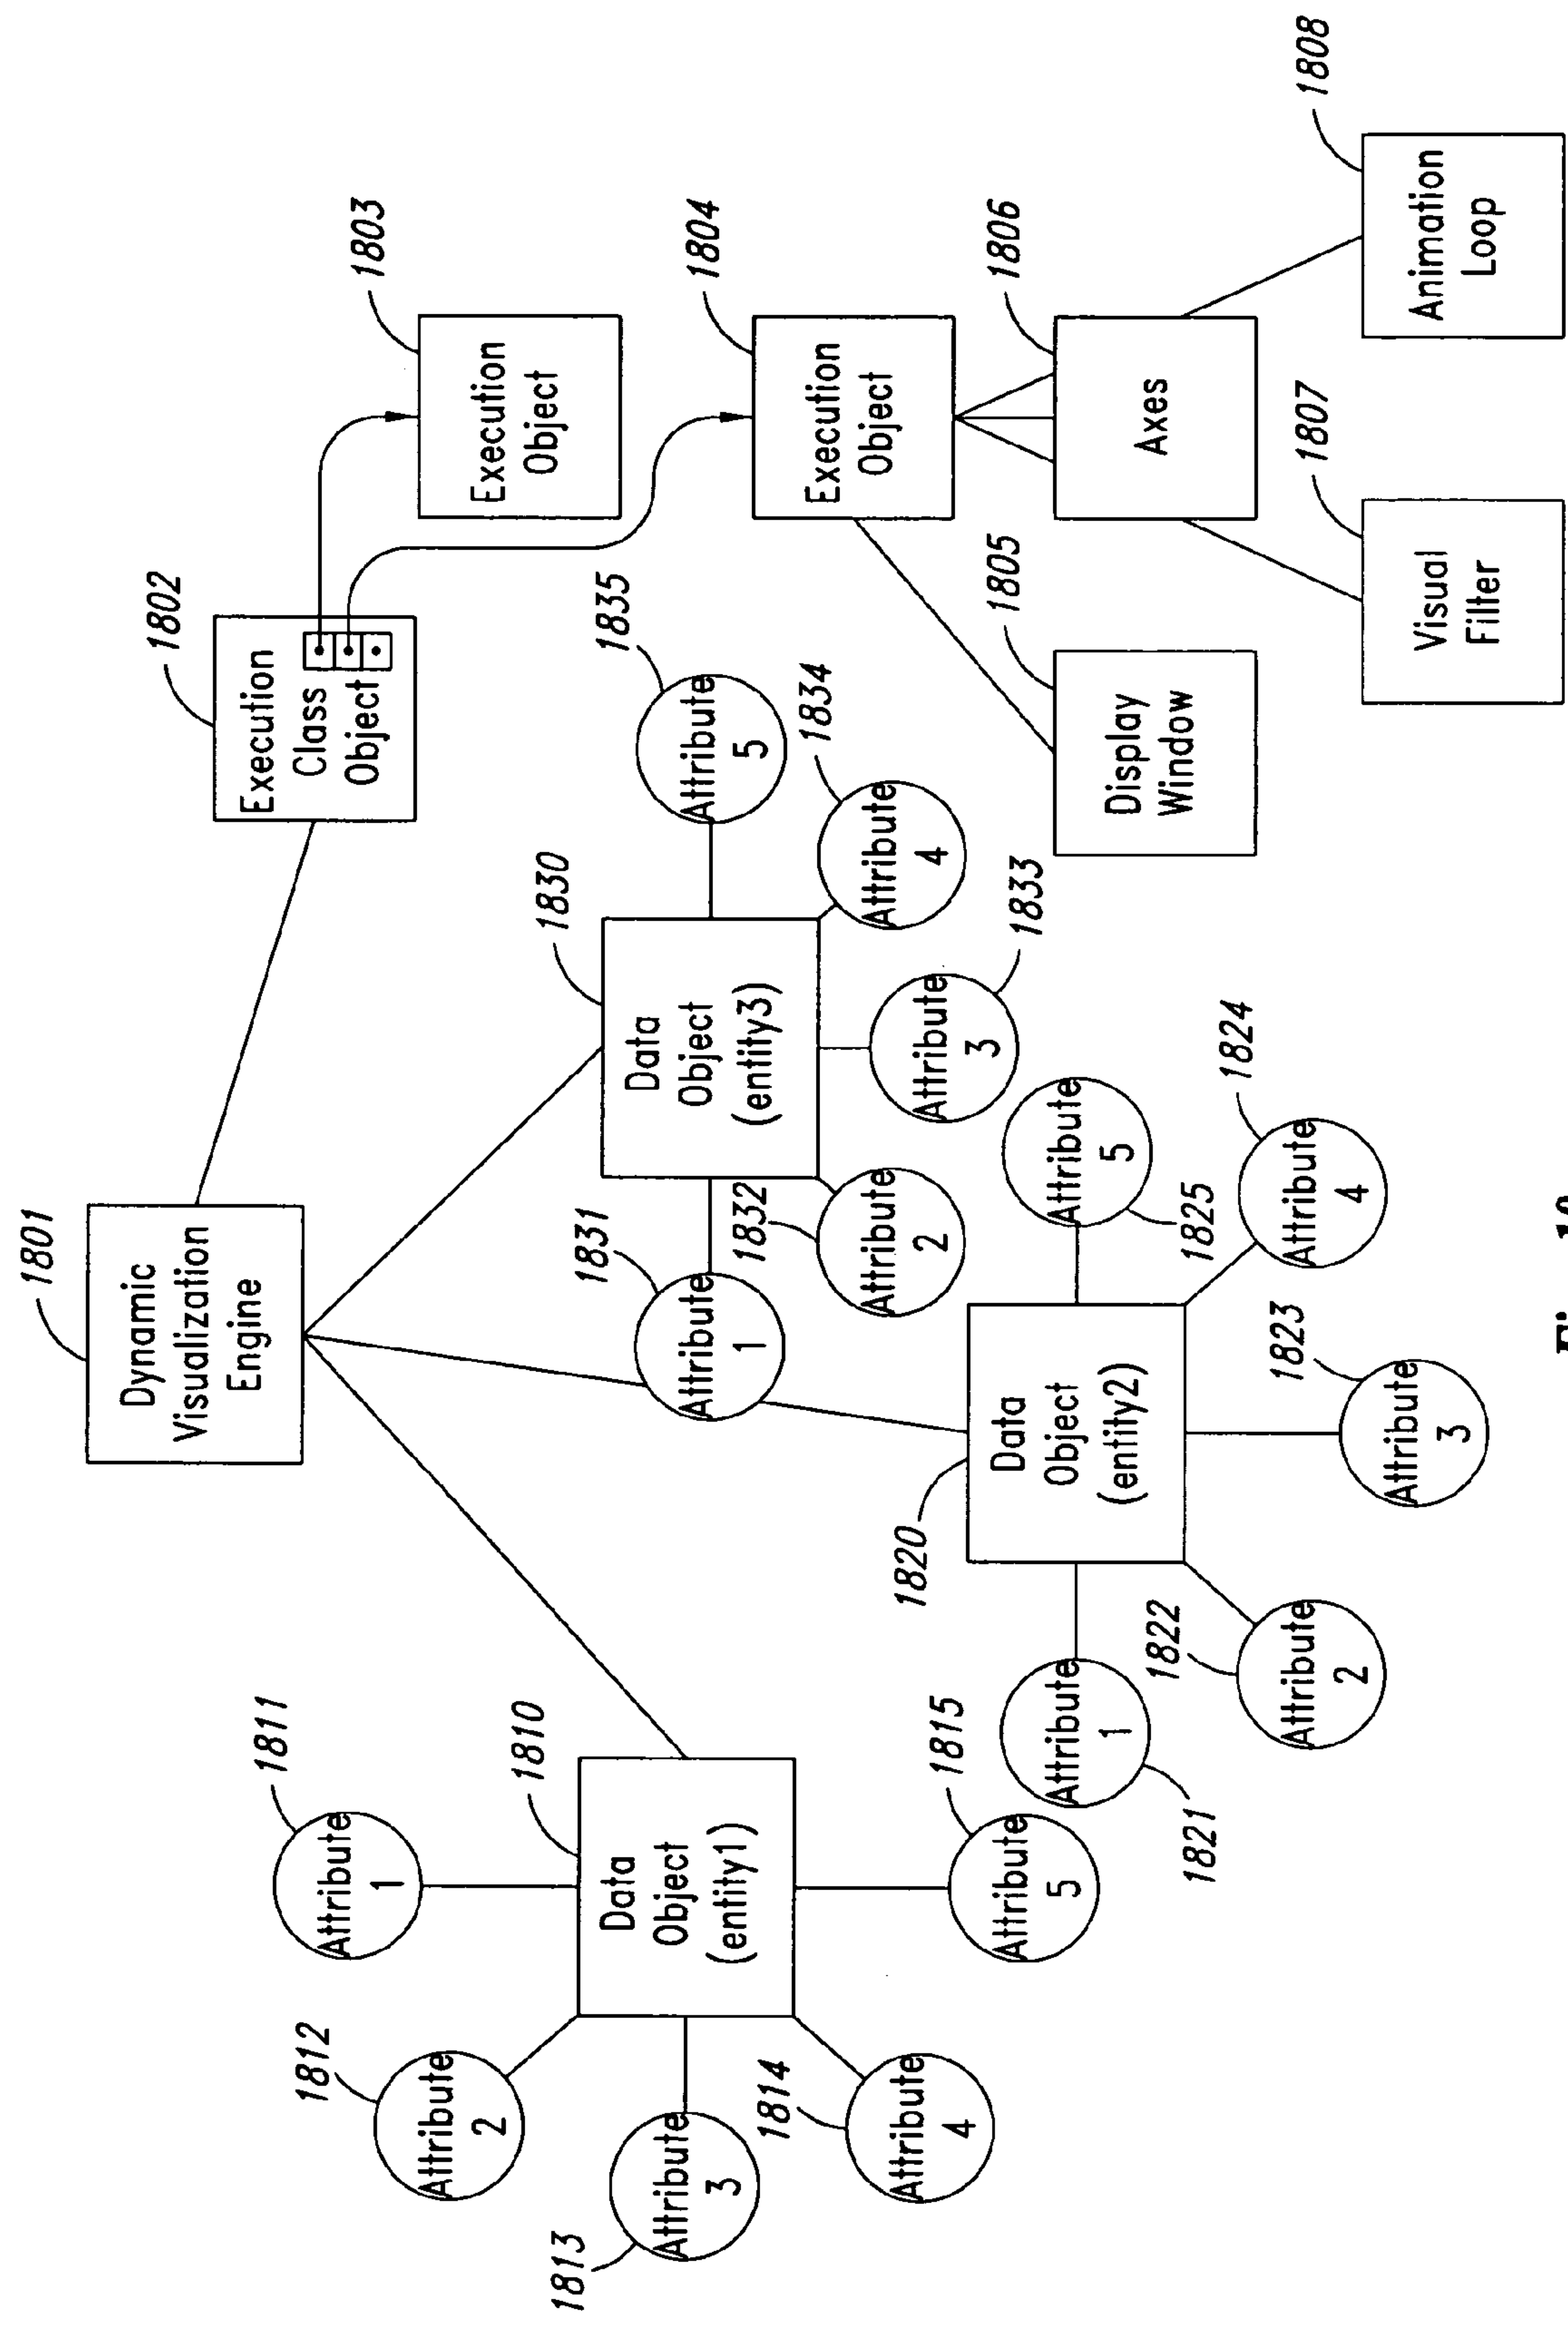 1801
Dynamic
Visualization
Engine
1802
Execution
Class
Object
1803
Execution
Object
1804
Execution
Object
1805
Display
Window
1806
Axes
1807
Visual
Filter
1808
Animation
Loop
1810
Data
Object
(entity1)
1811
Attribute
1
1812
Attribute
2
1813
Attribute
3
1814
Attribute
4
1815
Attribute
5
1820
Data
Object
(entity2)
1821
Attribute
1
1822
Attribute
2
1823
Attribute
3
1824
Attribute
4
1825
Attribute
5
1830
Data
Object
(entity3)
1831
Attribute
1
1832
Attribute
2
1833
Attribute
3
1834
Attribute
4
1835
Attribute
5